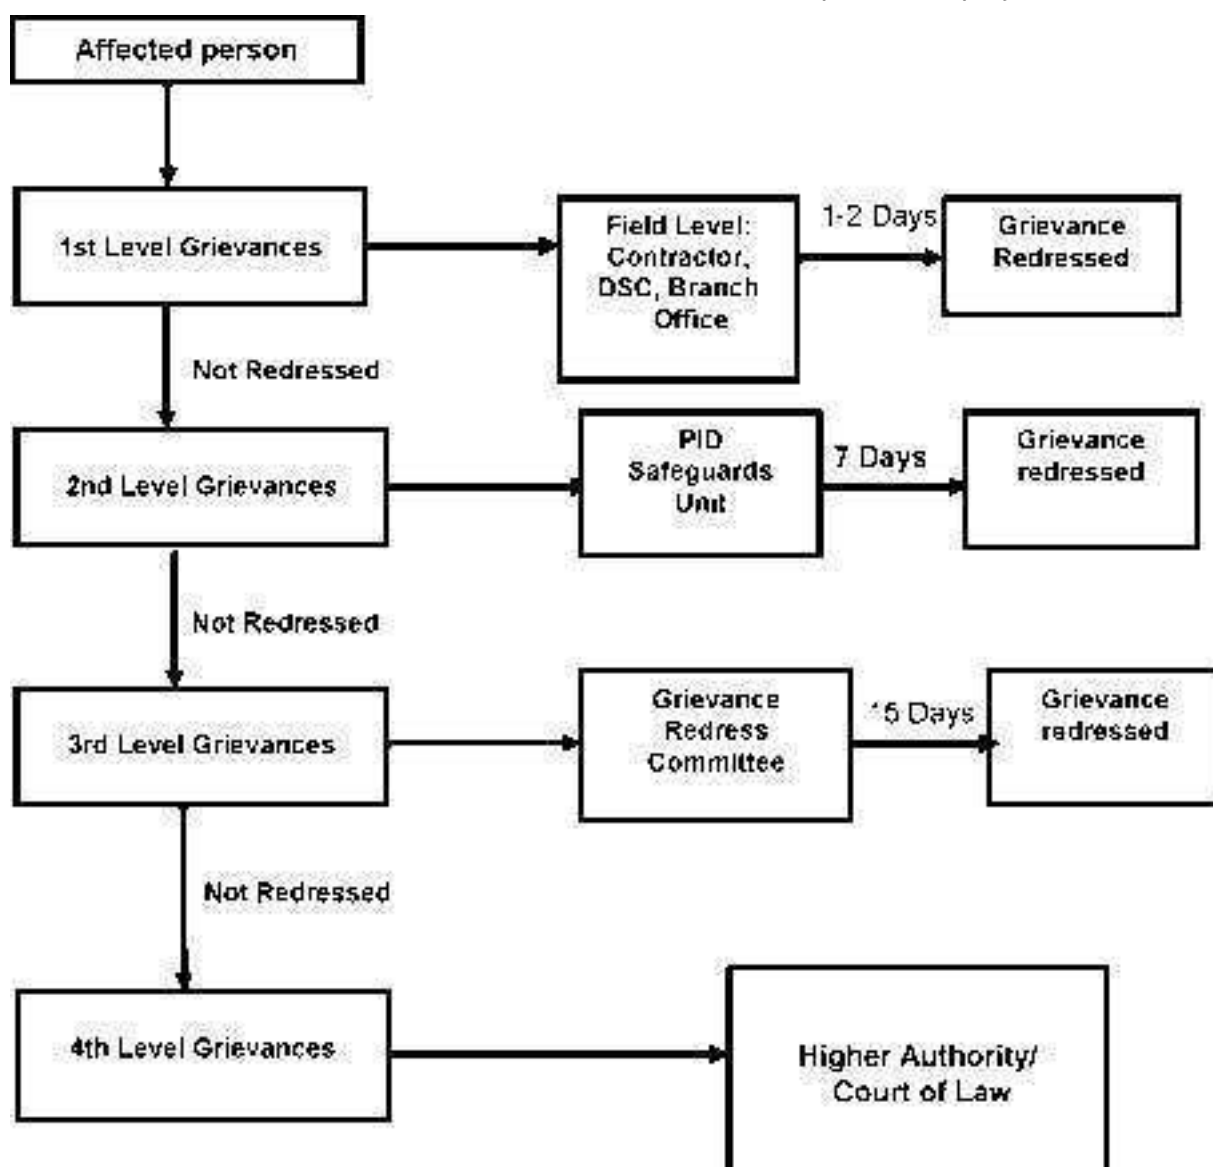 Affected person
1st Level Grievances
Field Level:
Contractor,
DSC, Branch
Office
1-2 Days
Grievance
Redressed
Not Redressed
2nd Level Grievances
PID
Safeguards
Unit
7 Days
Grievance
redressed
Not Redressed
3rd Level Grievances
Grievance
Redress
Committee
15 Days
Grievance
redressed
Not Redressed
4th Level Grievances
Higher Authority/
Court of Law